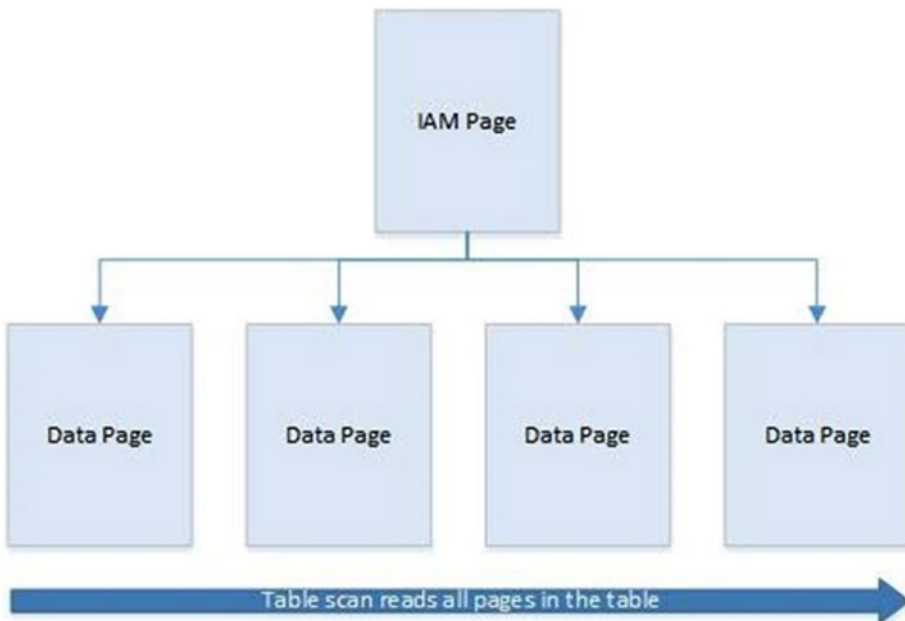 IAM Page
Data Page
Data Page
Data Page
Data Page
Table scan reads all pages in the table